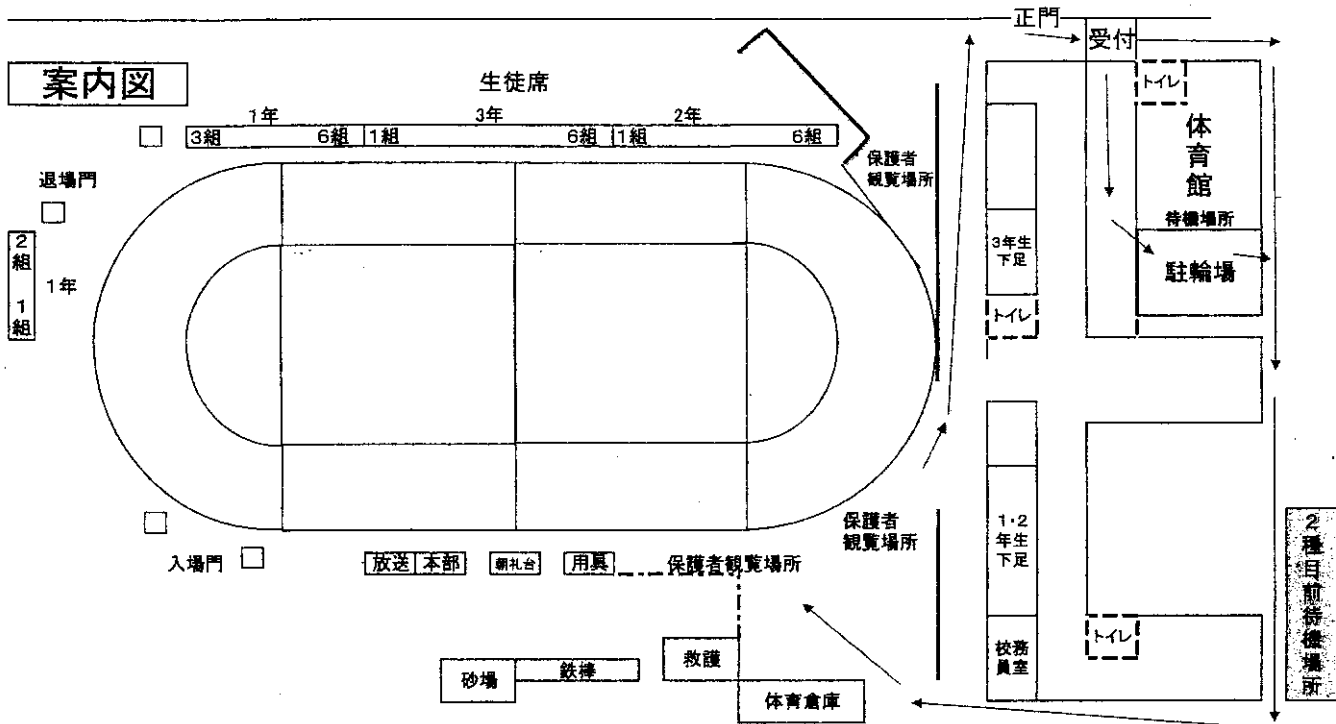 正門
受付
案内図
生徒席
トイレ
1年
3年
2年
3組
6組
1組
6組
1組
6組
体育館
保護者
観覧場所
退場門
待機場所
2組
1組
1年
3年生
下足
駐輪場
トイレ
保護者
観覧場所
1・2
年生
下足
2種目前待機場所
入場門
放送
本部
朝礼台
用具
保護者観覧場所
トイレ
校務
員室
救護
砂場
鉄棒
体育倉庫